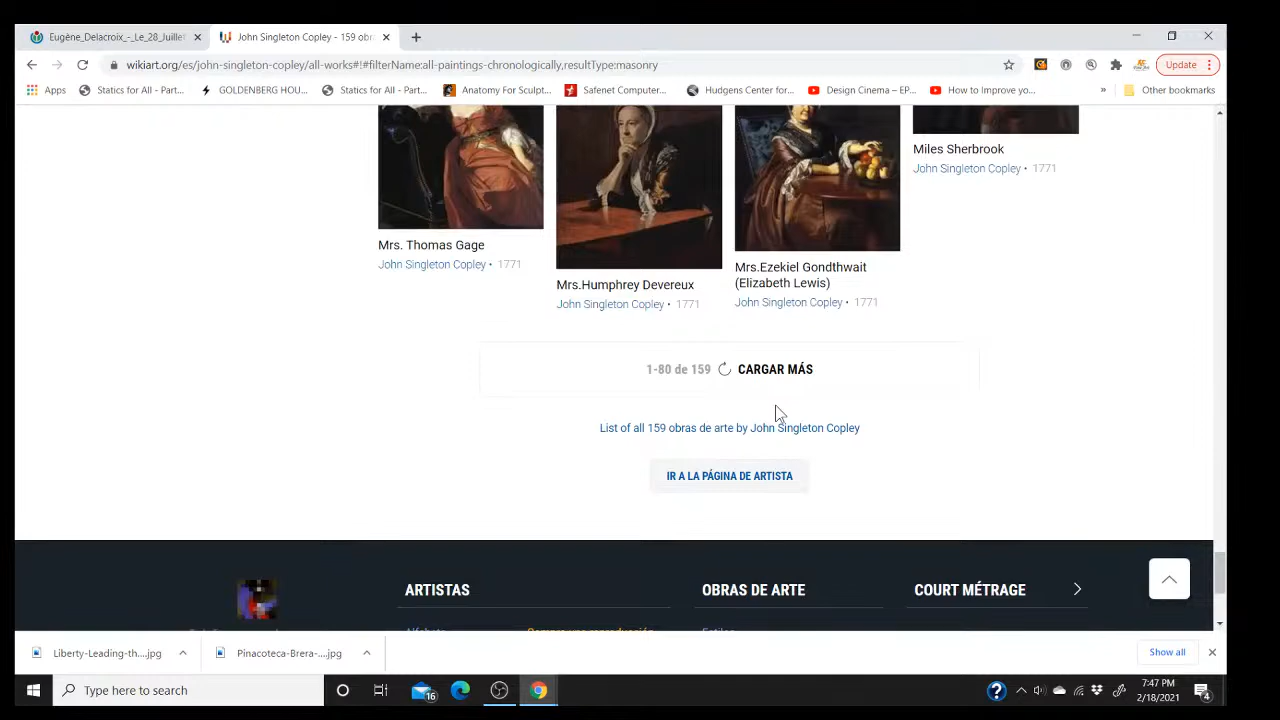 Eugène_Delacroix_-_Le_28_Juillet
John Singleton Copley - 159 obra
wikiart.org/es/john-singleton-copley/all-works#!#filterName:all-paintings-chronologically,resultType:masonry
Update
Apps
Statics for All - Part...
GOLDENBERG HOU...
Statics for All - Part...
Anatomy For Sculpt...
Safenet Computer...
Hudgens Center for...
Design Cinema – EP...
How to Improve yo...
»
Other bookmarks
Miles Sherbrook
John Singleton Copley • 1771
Mrs. Thomas Gage
John Singleton Copley • 1771
Mrs.Humphrey Devereux
John Singleton Copley • 1771
Mrs.Ezekiel Gondthwait
(Elizabeth Lewis)
John Singleton Copley • 1771
1-80 de 159 CARGAR MÁS
List of all 159 obras de arte by John Singleton Copley
IR A LA PÁGINA DE ARTISTA
ARTISTAS
OBRAS DE ARTE
COURT MÉTRAGE
Liberty-Leading-th....jpg
Pinacoteca-Brera-....jpg
Show all
Type here to search
16
7:47 PM
2/18/2021
4